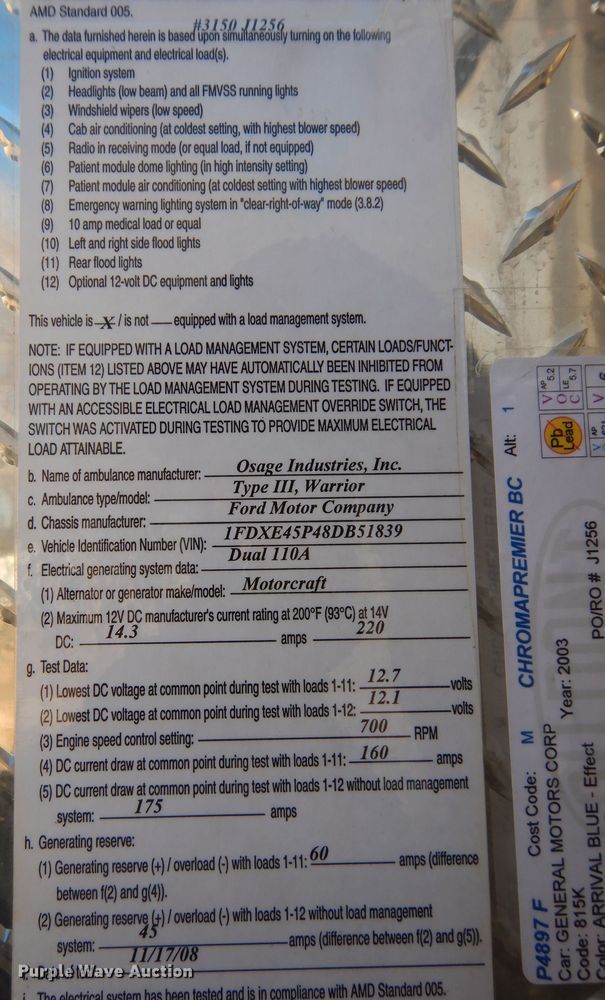 AMD Standard 005.
#3150 J1256
a. The data furnished herein is based upon simultaneously turning on the following
electrical equipment and electrical load(s).
(1) Ignition system
(2) Headlights (low beam) and all FMVSS running lights
(3) Windshield wipers (low speed)
(4) Cab air conditioning (at coldest setting, with highest blower speed)
(5) Radio in receiving mode (or equal load, if not equipped)
(6) Patient module dome lighting (in high intensity setting)
(7) Patient module air conditioning (at coldest setting with highest blower speed)
(8) Emergency warning lighting system in "clear-right-of-way" mode (3.8.2)
(9) 10 amp medical load or equal
(10) Left and right side flood lights
(11) Rear flood lights
(12) Optional 12-volt DC equipment and lights
This vehicle is X / is not ___ equipped with a load management system.
NOTE: IF EQUIPPED WITH A LOAD MANAGEMENT SYSTEM, CERTAIN LOADS/FUNCT-
IONS (ITEM 12) LISTED ABOVE MAY HAVE AUTOMATICALLY BEEN INHIBITED FROM
OPERATING BY THE LOAD MANAGEMENT SYSTEM DURING TESTING. IF EQUIPPED
WITH AN ACCESSIBLE ELECTRICAL LOAD MANAGEMENT OVERRIDE SWITCH, THE
SWITCH WAS ACTIVATED DURING TESTING TO PROVIDE MAXIMUM ELECTRICAL
LOAD ATTAINABLE.
b. Name of ambulance manufacturer: Osage Industries, Inc.
c. Ambulance type/model: Type III, Warrior
d. Chassis manufacturer: Ford Motor Company
e. Vehicle Identification Number (VIN): 1FDXE45P48DB51839
f. Electrical generating system data: Dual 110A
(1) Alternator or generator make/model: Motorcraft
(2) Maximum 12V DC manufacturer's current rating at 200°F (93°C) at 14V
DC: 14.3 amps 220
g. Test Data:
(1) Lowest DC voltage at common point during test with loads 1-11: 12.7 volts
(2) Lowest DC voltage at common point during test with loads 1-12: 12.1 volts
(3) Engine speed control setting: 700 RPM
(4) DC current draw at common point during test with loads 1-11: 160 amps
(5) DC current draw at common point during test with loads 1-12 without load management
system: 175 amps
h. Generating reserve:
(1) Generating reserve (+) / overload (-) with loads 1-11: 60 amps (difference
between f(2) and g(4)).
(2) Generating reserve (+) / overload (-) with loads 1-12 without load management
system: 45 amps (difference between f(2) and g(5)).
11/17/08
The electrical system has been tested and is in compliance with AMD Standard 005.
P4897 F Cost Code: M CHROMAPREMIER BC Alt: 1
Car: GENERAL MOTORS CORP Year: 2003 PO/RO # J1256
Code: 815K
Color: ARRIVAL BLUE - Effect
Pb
Lead
V AP 5.2
O LE 5.7
C
V AP
V
Purple Wave Auction